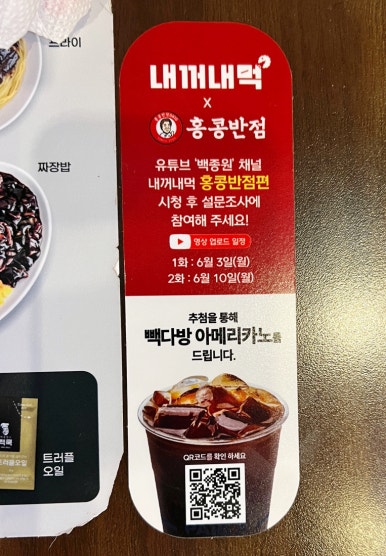 프라이
짜장밥
트러플
오일
내꺼내먹
X
홍콩반점
유튜브 '백종원' 채널
내꺼내먹 홍콩반점편
시청 후 설문조사에
참여해 주세요!
영상 업로드 일정
1화 : 6월 3일(월)
2화 : 6월 10일(월)
추첨을 통해
빽다방 아메리카노를
드립니다.
QR코드를 확인 하세요